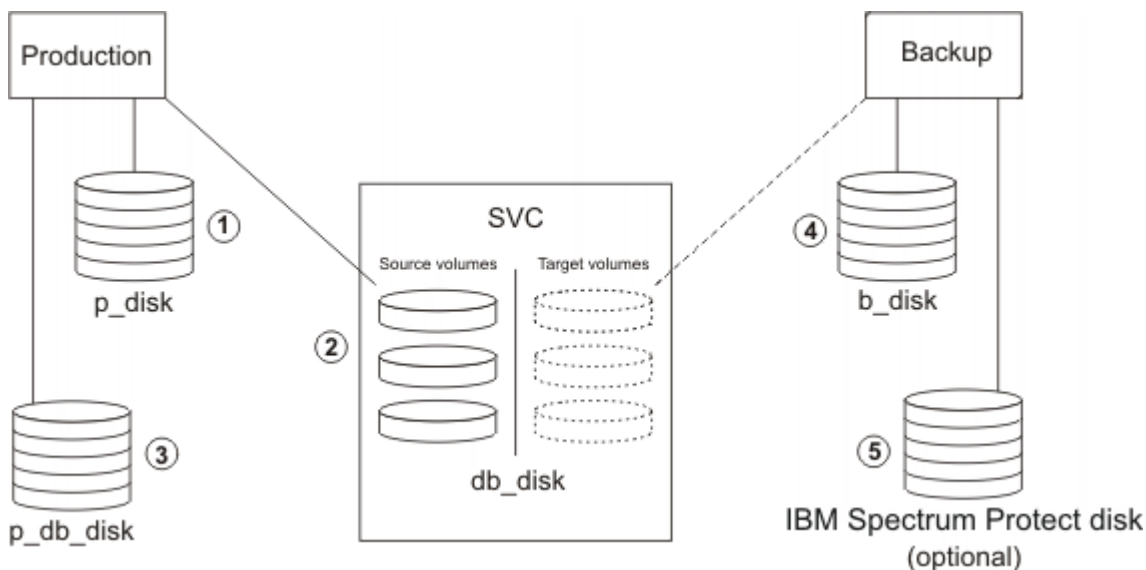 Production
Backup
1
p_disk
SVC
Source volumes
Target volumes
2
db_disk
3
p_db_disk
4
b_disk
5
IBM Spectrum Protect disk
(optional)